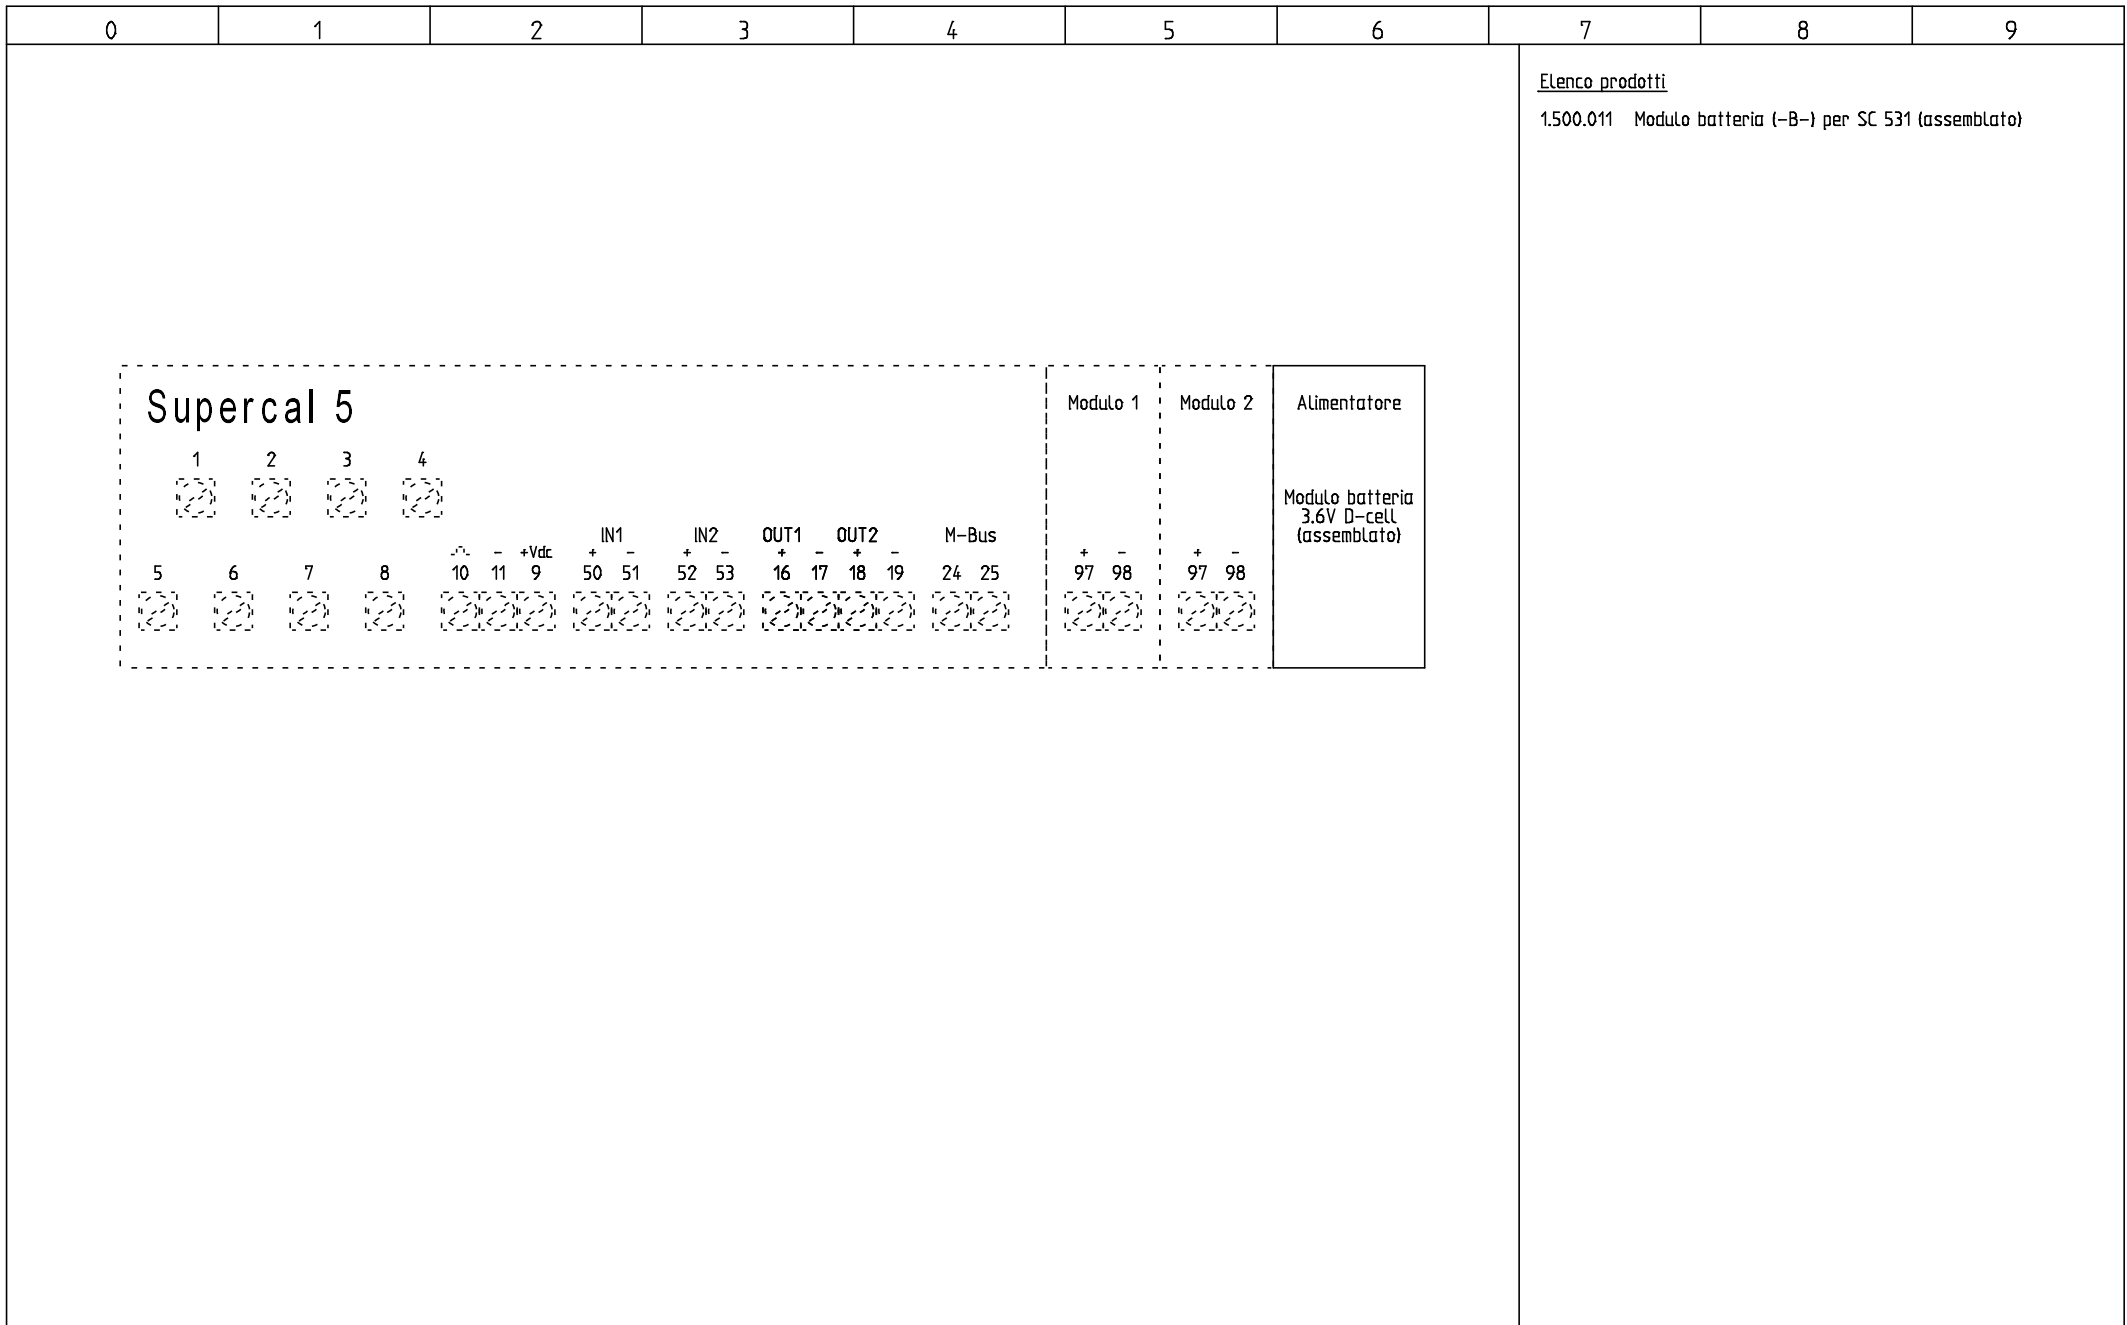 0 1 2 3 4 5 6 7 8 9
Elenco prodotti
1.500.011 Modulo batteria (-B-) per SC 531 (assemblato)
Supercal 5
Modulo 1 Modulo 2 Alimentatore
1 2 3 4
Modulo batteria
3.6V D-cell
(assemblato)
IN1 IN2 OUT1 OUT2 M-Bus
- +Vdc + - + - + - + - + - + -
5 6 7 8 10 11 9 50 51 52 53 16 17 18 19 24 25 97 98 97 98